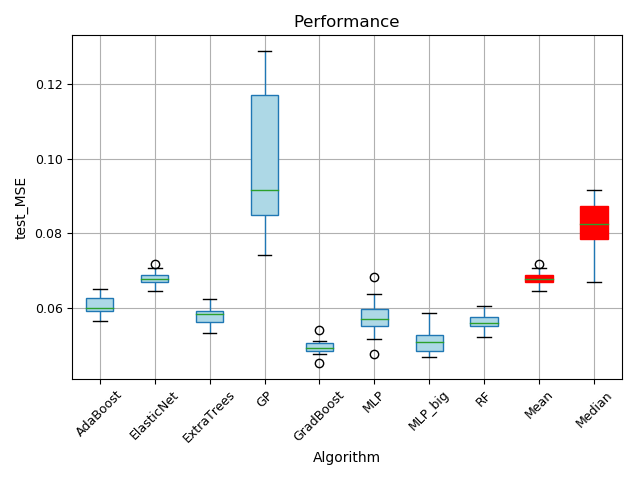 Performance
test_MSE
0.12
0.10
0.08
0.06
AdaBoost
ElasticNet
ExtraTrees
GP
GradBoost
MLP
MLP_big
RF
Mean
Median
Algorithm